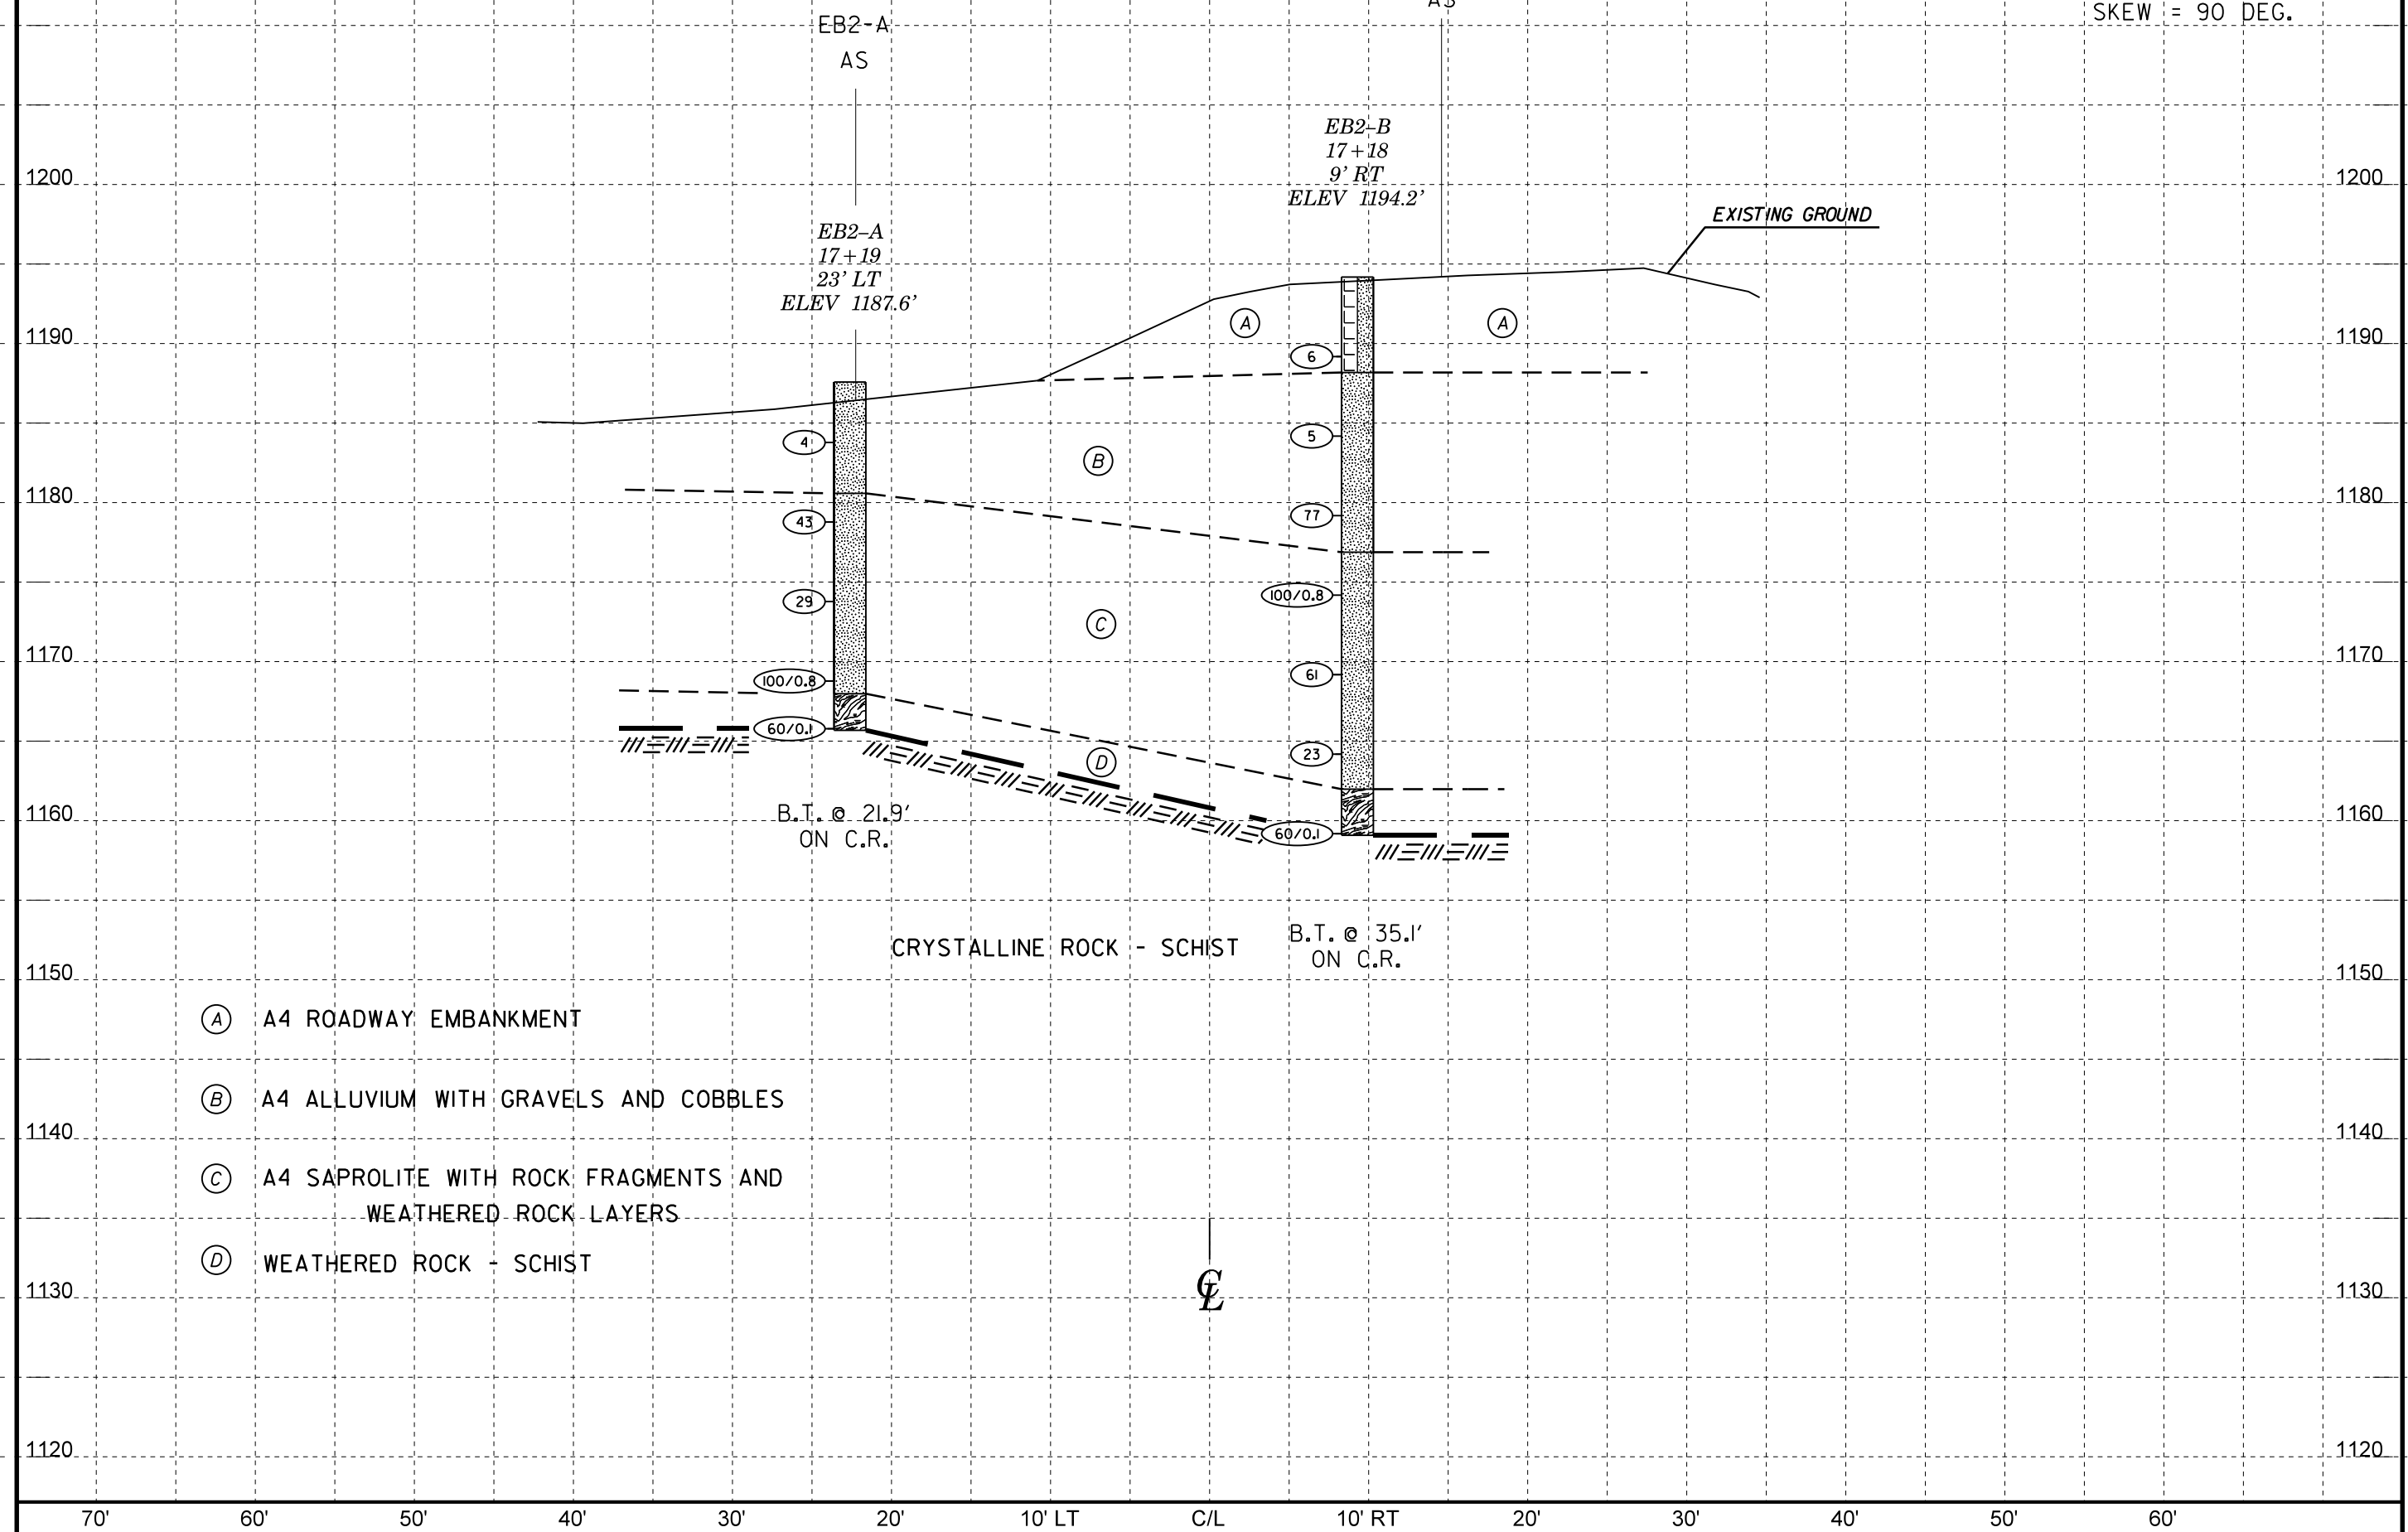 AS
SKEW = 90 DEG.
EB2-A
AS
EB2-B
17+18
9' RT
ELEV 1194.2'
1200
1200
EXISTING GROUND
EB2-A
17+19
23' LT
ELEV 1187.6'
A
A
1190
6
1190
4
5
B
1180
1180
43
77
29
100/0.8
C
1170
1170
100/0.8
61
60/0.1
23
D
B.T. @ 21.9'
ON C.R.
1160
60/0.1
1160
CRYSTALLINE ROCK - SCHIST
B.T. @ 35.1'
ON C.R.
1150
1150
A A4 ROADWAY EMBANKMENT
B A4 ALLUVIUM WITH GRAVELS AND COBBLES
1140
1140
C A4 SAPROLITE WITH ROCK FRAGMENTS AND
WEATHERED ROCK LAYERS
D WEATHERED ROCK - SCHIST
1130
℄
1130
1120
1120
70' 60' 50' 40' 30' 20' 10' LT C/L 10' RT 20' 30' 40' 50' 60'